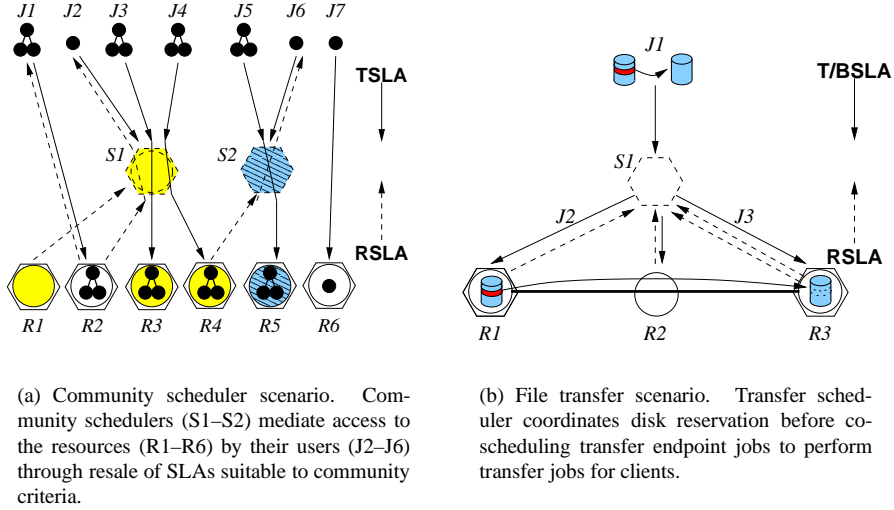 J1 J2 J3 J4 J5 J6 J7
TSLA
S1 S2
RSLA
R1 R2 R3 R4 R5 R6
(a) Community scheduler scenario. Com-
munity schedulers (S1–S2) mediate access to
the resources (R1–R6) by their users (J2–J6)
through resale of SLAs suitable to community
criteria.
J1
T/BSLA
S1
J2 J3
RSLA
R1 R2 R3
(b) File transfer scenario. Transfer sched-
uler coordinates disk reservation before co-
scheduling transfer endpoint jobs to perform
transfer jobs for clients.